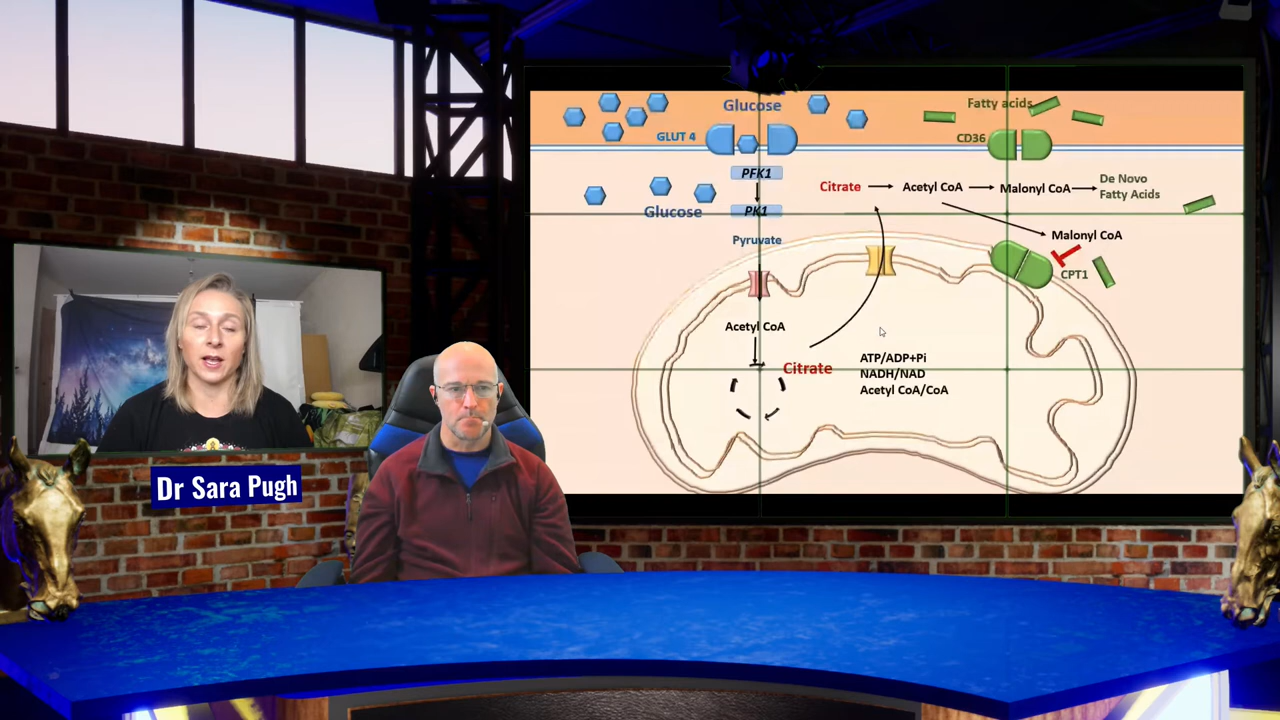 Glucose
Fatty acids
GLUT 4
CD36
PFK1
Citrate
Acetyl CoA
Malonyl CoA
De Novo
Fatty Acids
Glucose
PK1
Pyruvate
Malonyl CoA
CPT1
Acetyl CoA
Citrate
ATP/ADP+Pi
NADH/NAD
Acetyl CoA/CoA
Dr Sara Pugh